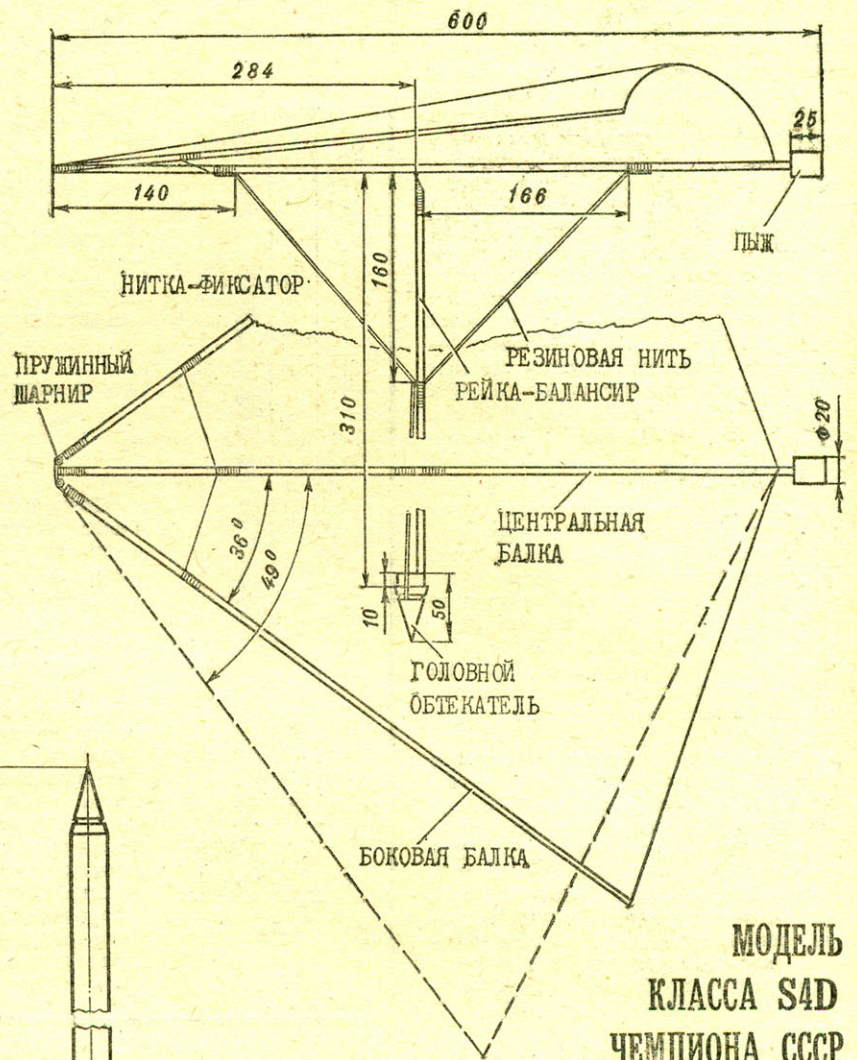 600
284
25
140
166
ПЫЖ
160
НИТКА-ФИКСАТОР
РЕЗИНОВАЯ НИТЬ
ПРУЖИННЫЙ
ШАРНИР
РЕЙКА-БАЛАНСИР
310
Ф20
ЦЕНТРАЛЬНАЯ
БАЛКА
36°
49°
10
50
ГОЛОВНОЙ
ОБТЕКАТЕЛЬ
БОКОВАЯ БАЛКА
МОДЕЛЬ
КЛАССА S4D
ЧЕМПИОНА СССР